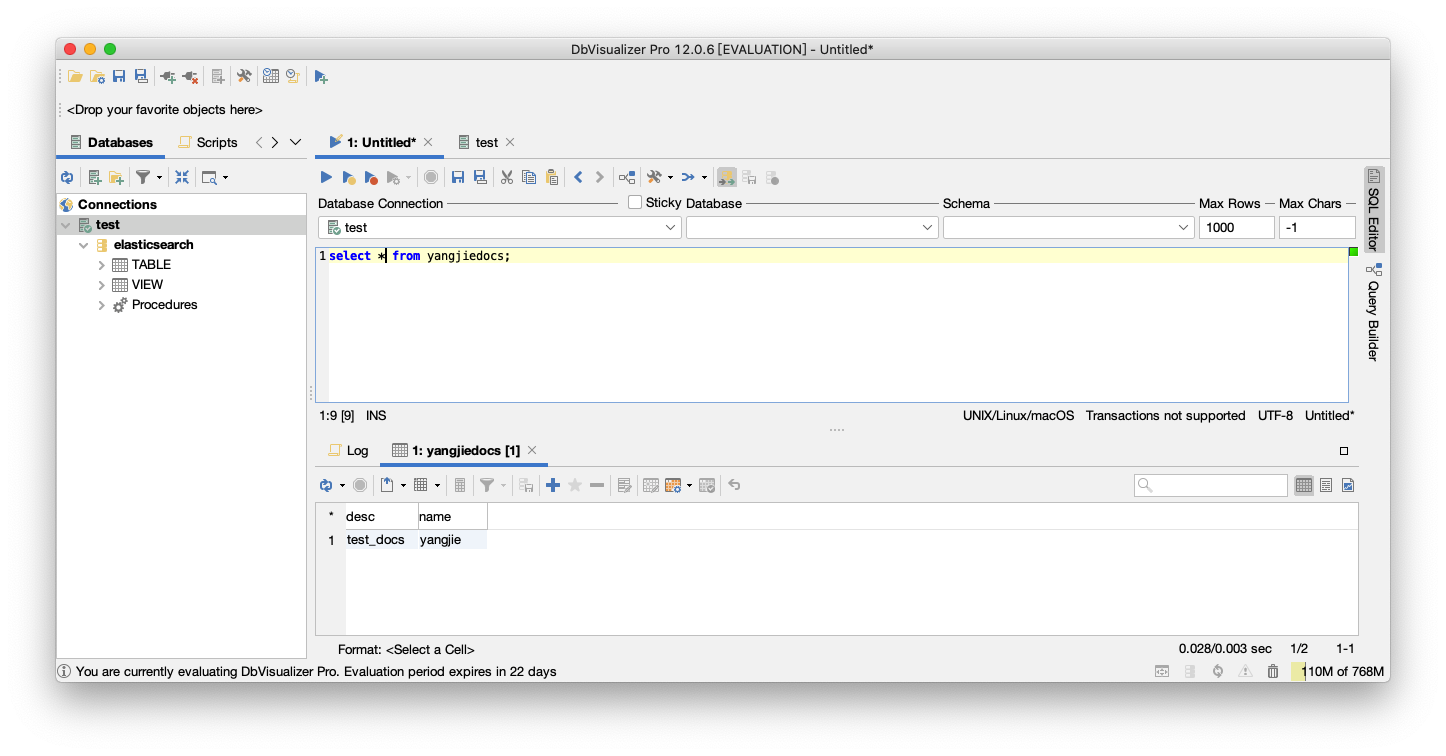 DbVisualizer Pro 12.0.6 [EVALUATION] - Untitled*
<Drop your favorite objects here>
Databases Scripts
1: Untitled* test
Connections
test
elasticsearch
TABLE
VIEW
Procedures
Database Connection Sticky Database Schema Max Rows Max Chars
test 1000 -1
1 select * from yangjiedocs;
SQL Editor
Query Builder
1:9 [9] INS UNIX/Linux/macOS Transactions not supported UTF-8 Untitled*
Log 1: yangjiedocs [1]
* desc name
1 test_docs yangjie
Format: <Select a Cell> 0.028/0.003 sec 1/2 1-1
You are currently evaluating DbVisualizer Pro. Evaluation period expires in 22 days 110M of 768M